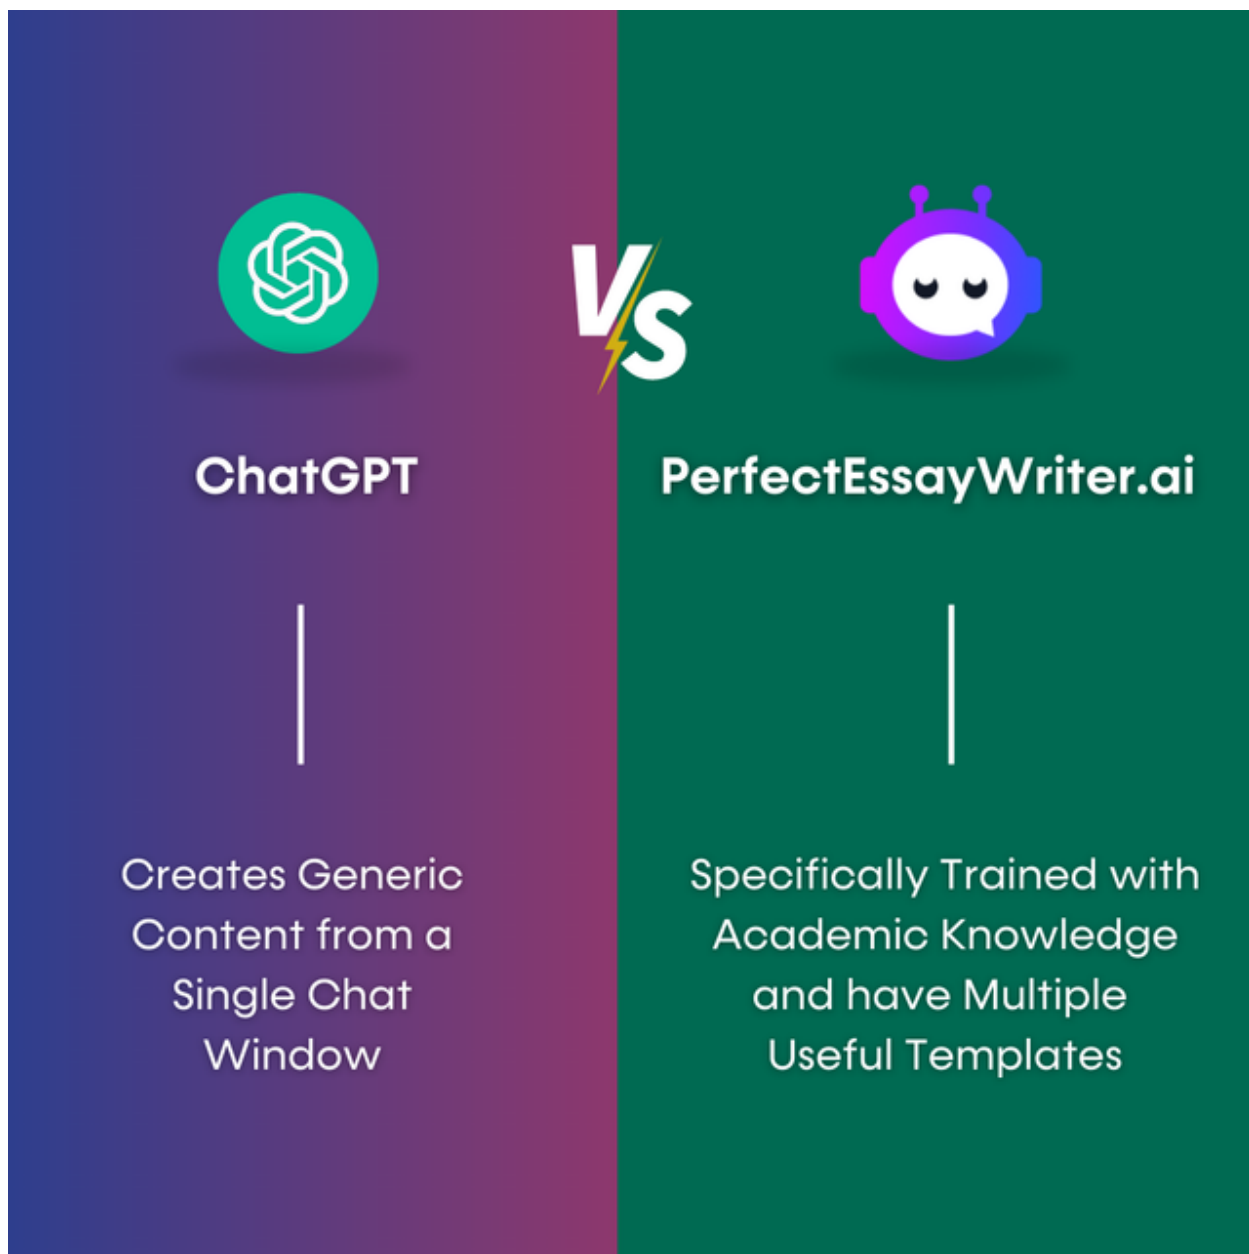 VS
ChatGPT
PerfectEssayWriter.ai
Creates Generic
Content from a
Single Chat
Window
Specifically Trained with
Academic Knowledge
and have Multiple
Useful Templates